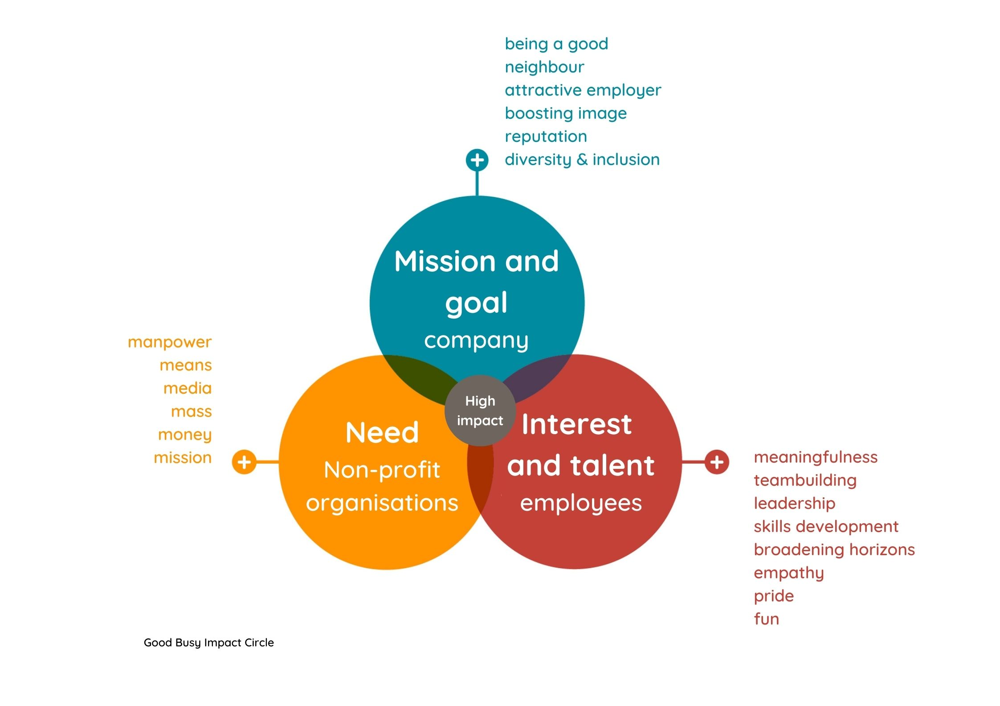 being a good
neighbour
attractive employer
boosting image
reputation
diversity & inclusion
Mission and
goal
company
manpower
means
media
mass
money
mission
High
impact
Need
Non-profit
organisations
Interest
and talent
employees
meaningfulness
teambuilding
leadership
skills development
broadening horizons
empathy
pride
fun
Good Busy Impact Circle